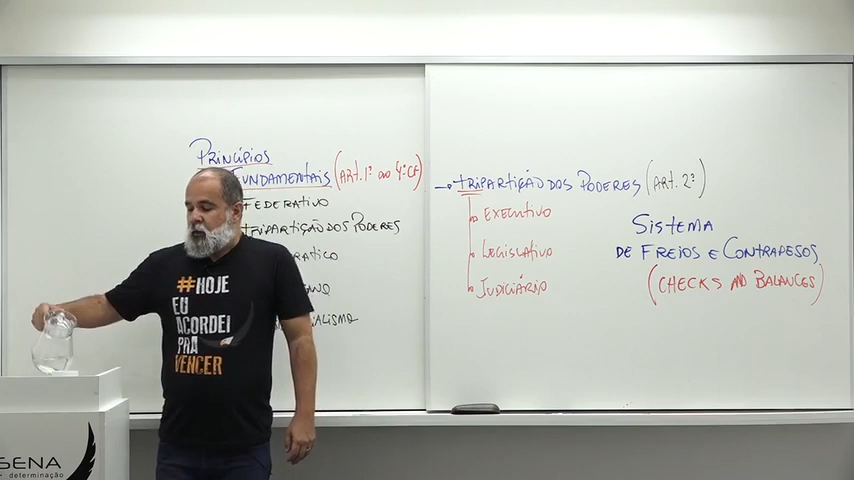 PRINCÍPIOS
FUNDAMENTAIS (ART. 1º ao 4º CF)
FEDERATIVO
tRIPARTIÇÃO DOS PODERES
→ tRIPARTIÇÃO DOS PODERES (ART. 2º)
EXECUTIVO
LEGISLATIVO
JUDICIÁRIO
SISTEMA
DE FREIOS E CONTRAPESOS
(CHECKS AND BALANCES)
#HOJE
EU
ACORDEI
PRA
VENCER
SENA
determinação